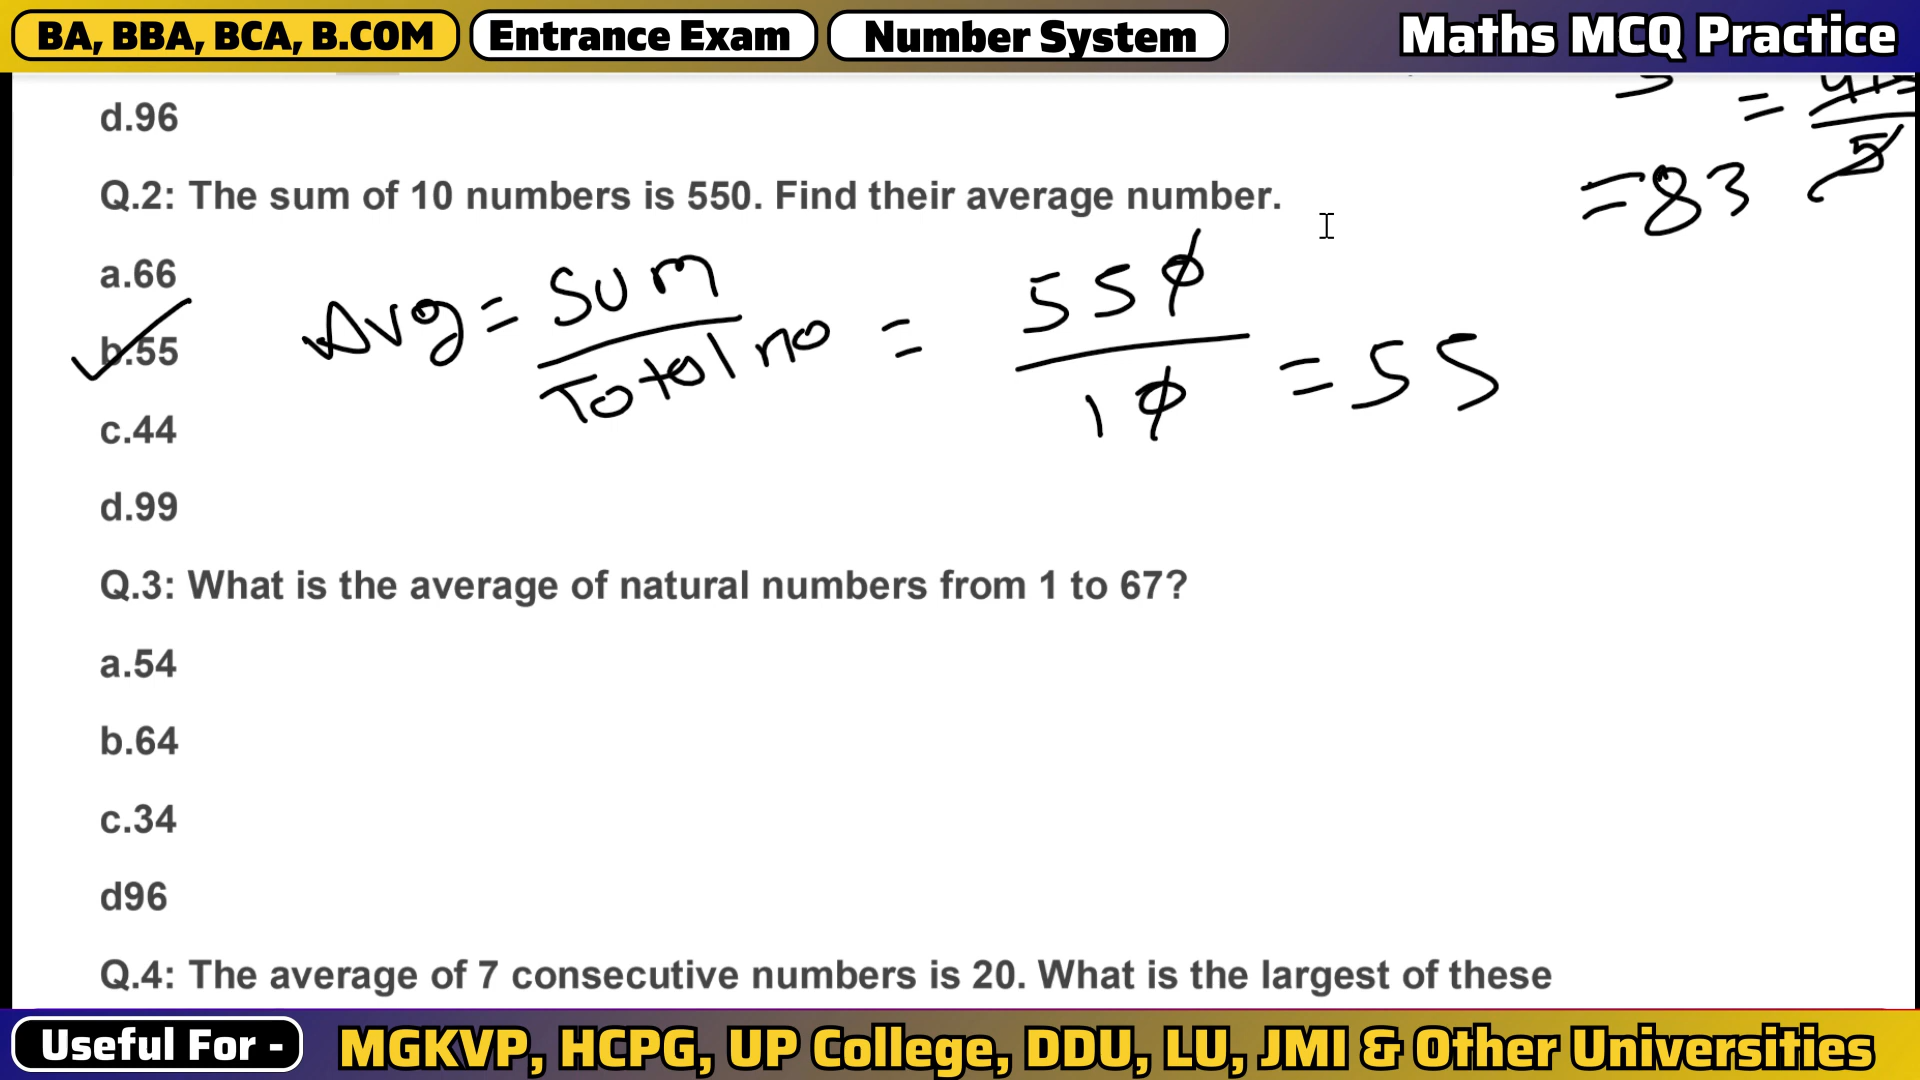 BA, BBA, BCA, B.COM Entrance Exam Number System Maths MCQ Practice
d.96
Q.2: The sum of 10 numbers is 550. Find their average number.
= 83 5
a.66
Avg = Sum / Total no = 550 / 10 = 55
b.55
c.44
d.99
Q.3: What is the average of natural numbers from 1 to 67?
a.54
b.64
c.34
d96
Q.4: The average of 7 consecutive numbers is 20. What is the largest of these
Useful For - MGKVP, HCPG, UP College, DDU, LU, JMI & Other Universities